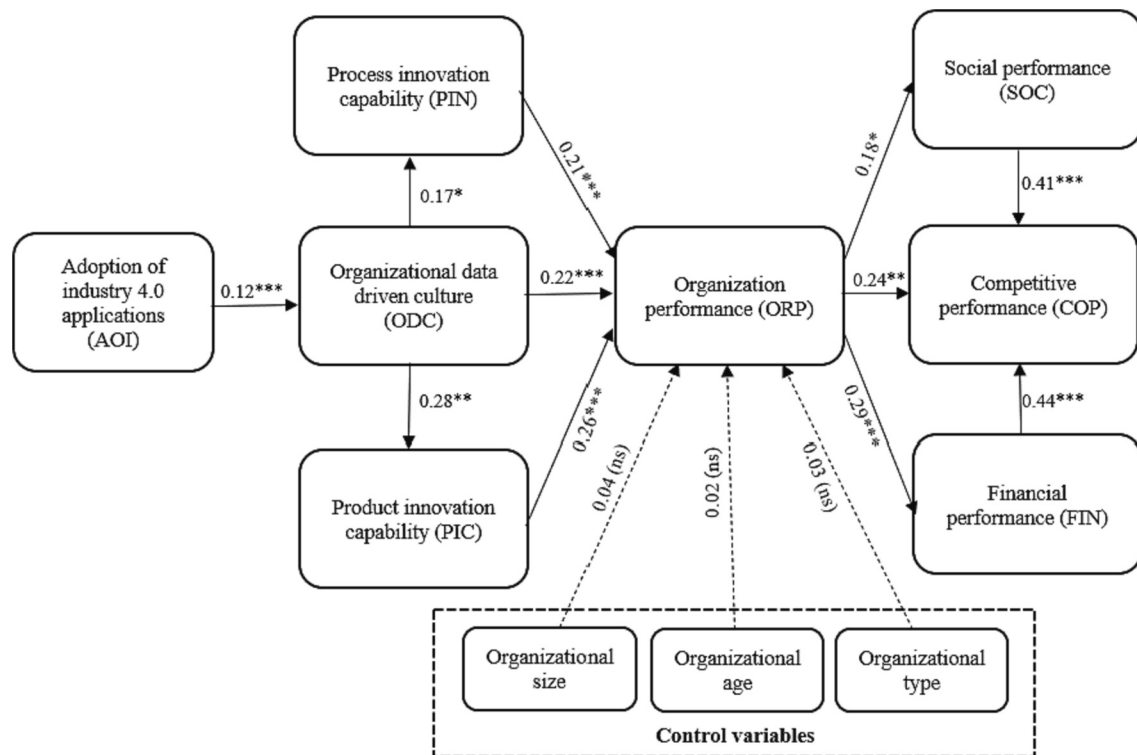 Process innovation
capability (PIN)
Social performance
(SOC)
0.21***
0.18*
0.17*
0.41***
Adoption of
industry 4.0
applications
(AOI)
0.12***
Organizational data
driven culture
(ODC)
0.22***
Organization
performance (ORP)
0.24**
Competitive
performance (COP)
0.28**
0.26***
0.29***
0.44***
Product innovation
capability (PIC)
0.04 (ns)
0.02 (ns)
0.03 (ns)
Financial
performance (FIN)
Organizational
size
Organizational
age
Organizational
type
Control variables